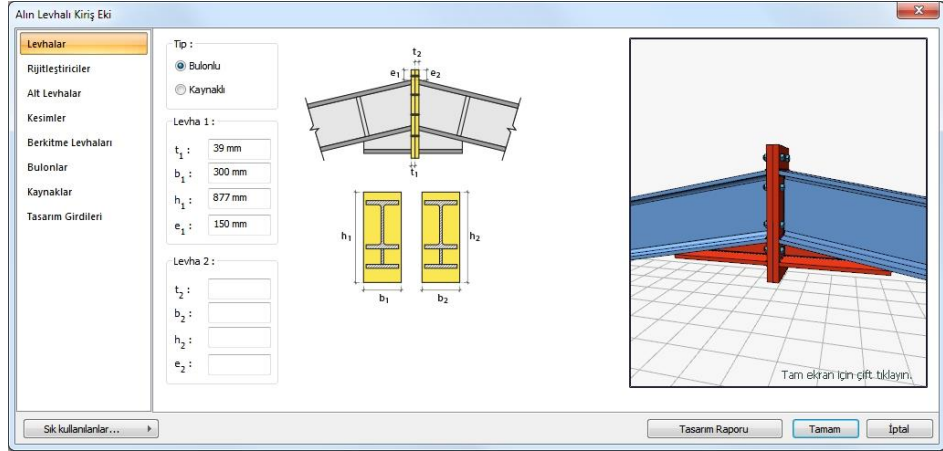 Alın Levhalı Kiriş Eki
Levhalar
Rijitleştiriciler
Alt Levhalar
Kesimler
Berkitme Levhaları
Bulonlar
Kaynaklar
Tasarım Girdileri
Tip :
Bulonlu
Kaynaklı
Levha 1 :
t1 : 39 mm
b1 : 300 mm
h1 : 877 mm
e1 : 150 mm
Levha 2 :
t2 :
b2 :
h2 :
e2 :
t2
e1 e2
t1
h1 h2
b1 b2
Tam ekran için çift tıklayın.
Sık kullanılanlar...
Tasarım Raporu
Tamam
İptal